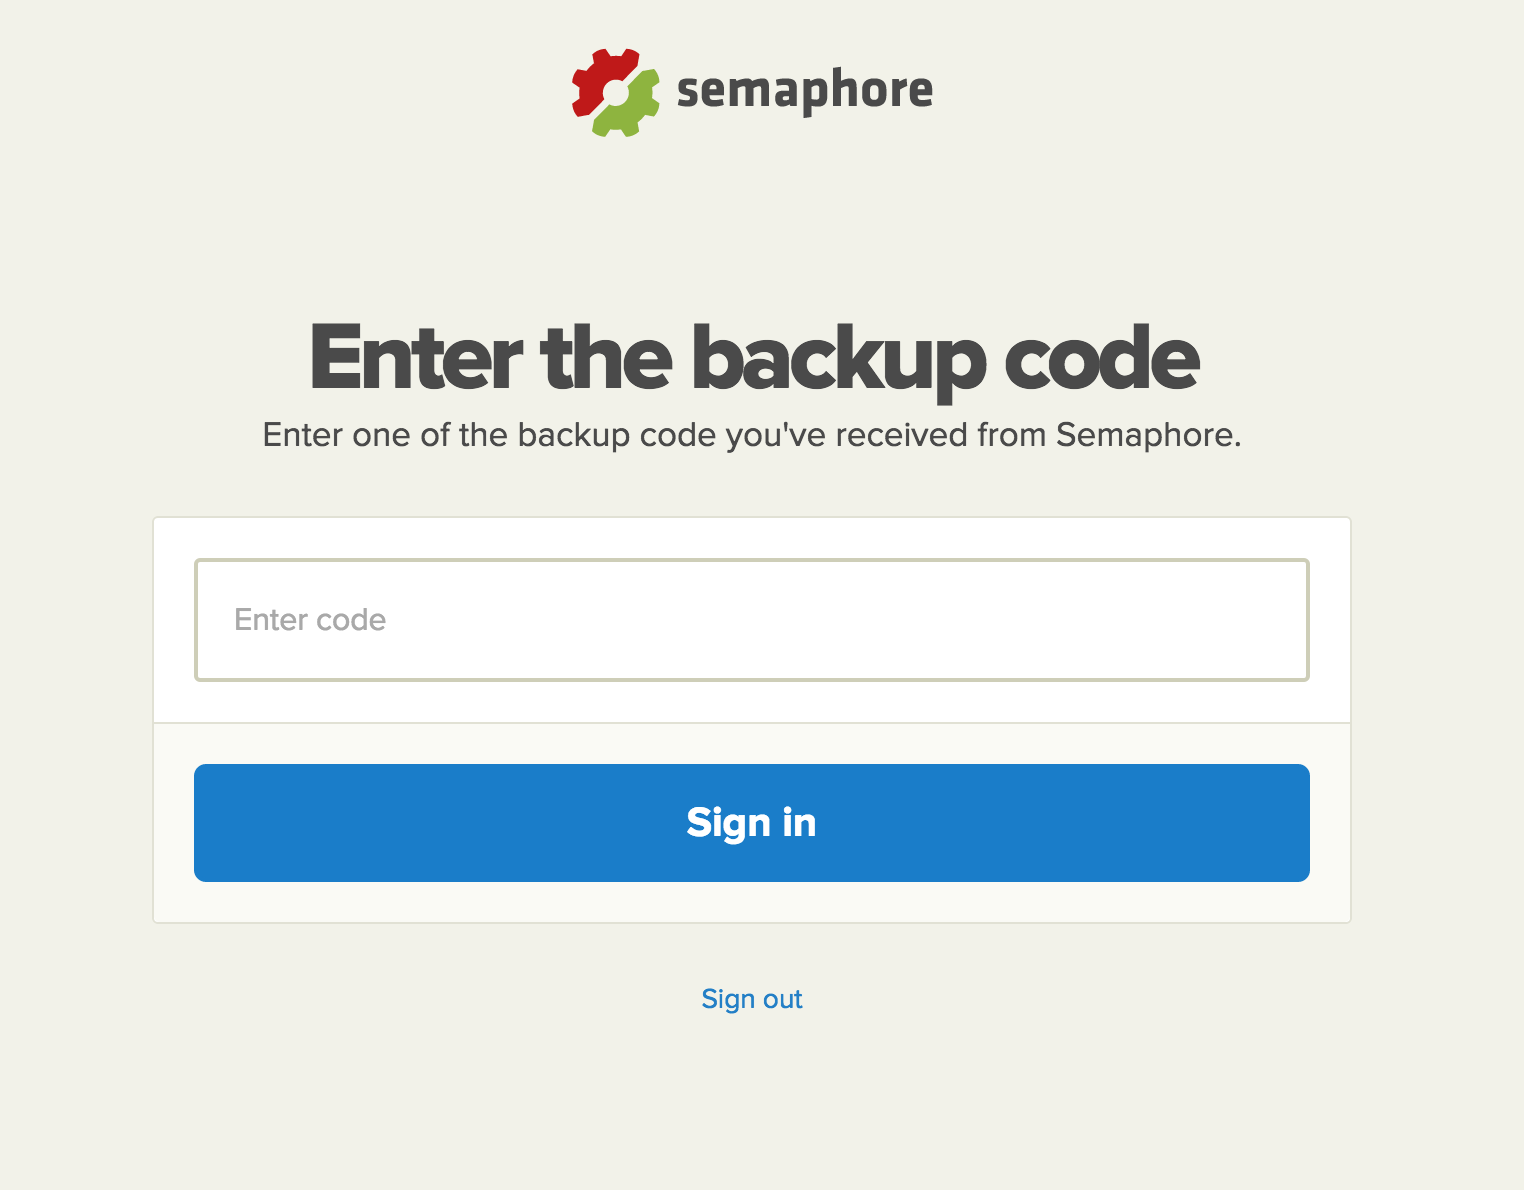 semaphore
Enter the backup code
Enter one of the backup code you've received from Semaphore.
Enter code
Sign in
Sign out